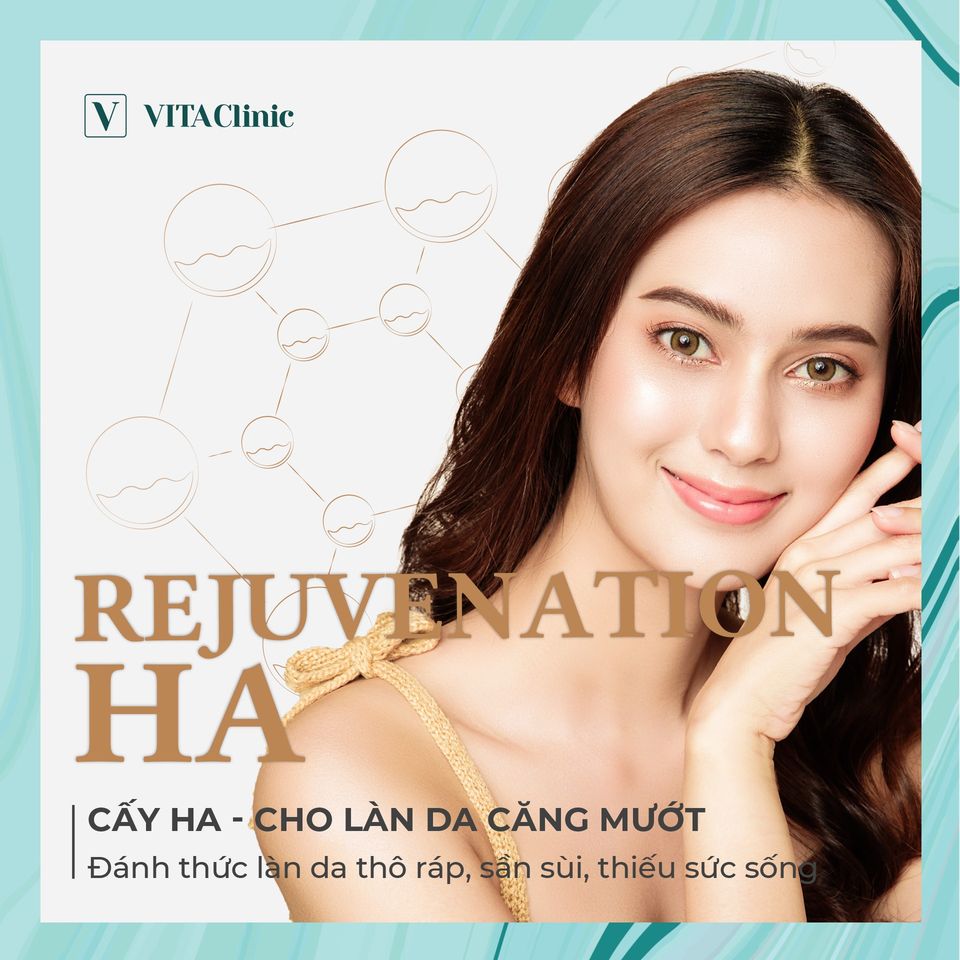 V VITAClinic
REJUVENATION
HA
CẤY HA - CHO LÀN DA CĂNG MƯỚT
Đánh thức làn da thô ráp, sần sùi, thiếu sức sống